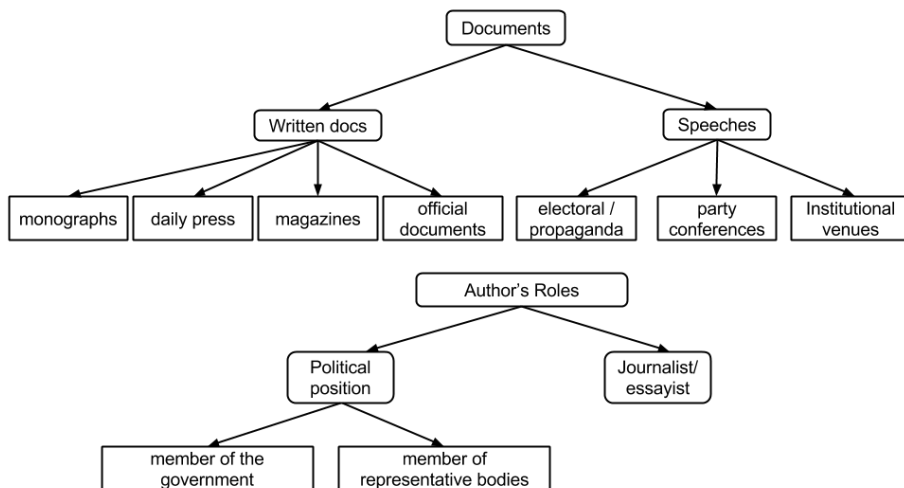 Documents
Written docs
Speeches
monographs
daily press
magazines
official
documents
electoral /
propaganda
party
conferences
Institutional
venues
Author's Roles
Political
position
Journalist/
essayist
member of the
government
member of
representative bodies